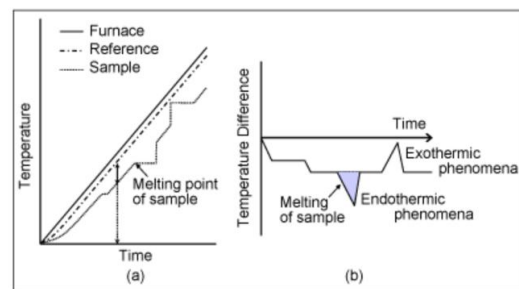 Furnace
Reference
Sample
Temperature
Melting point
of sample
Time
(a)
Temperature Difference
Time
Exothermic
phenomena
Melting
of sample
Endothermic
phenomena
(b)